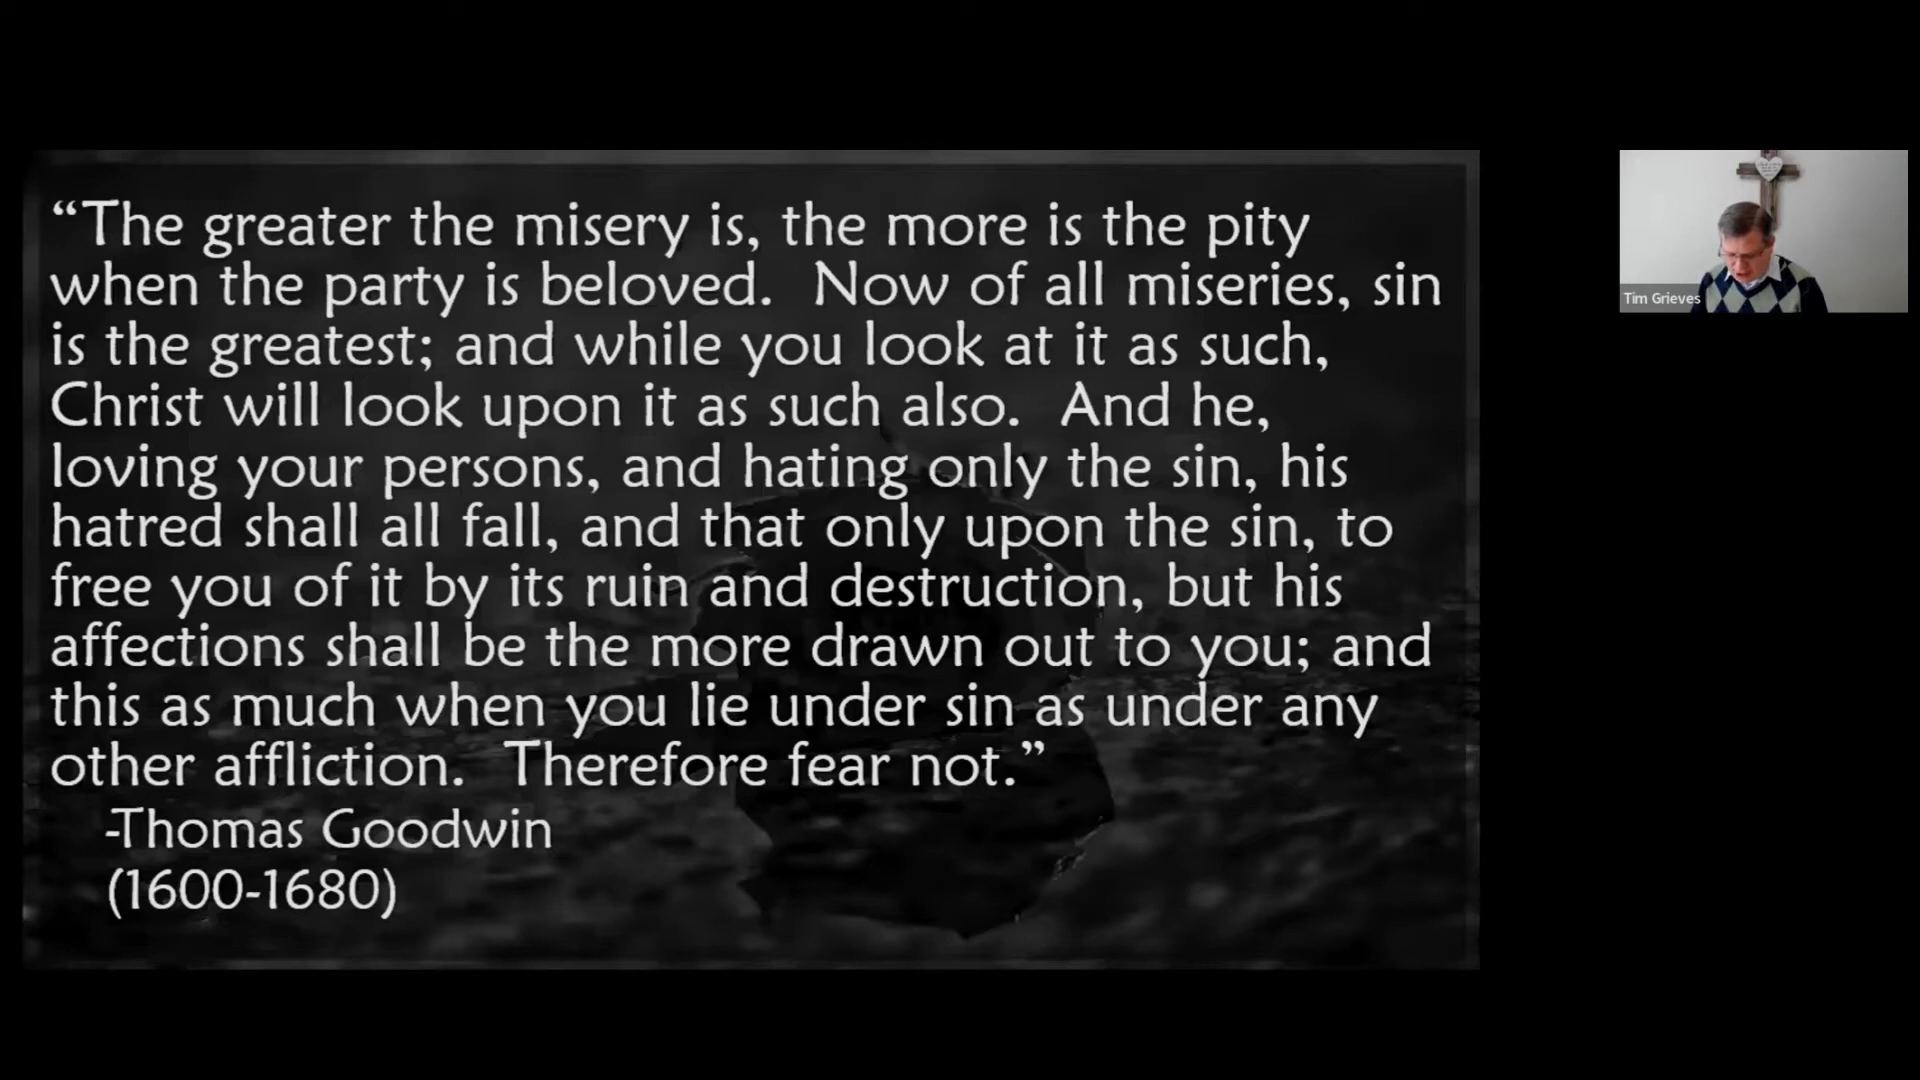 “The greater the misery is, the more is the pity
when the party is beloved.  Now of all miseries, sin
is the greatest; and while you look at it as such,
Christ will look upon it as such also.  And he,
loving your persons, and hating only the sin, his
hatred shall all fall, and that only upon the sin, to
free you of it by its ruin and destruction, but his
affections shall be the more drawn out to you; and
this as much when you lie under sin as under any
other affliction.  Therefore fear not.”
-Thomas Goodwin
(1600-1680)
Tim Grieves